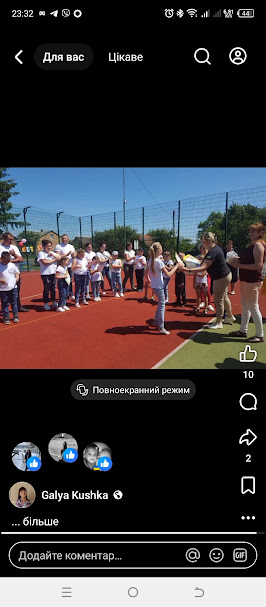 23:32
44
Для вас
Цікаве
10
Повноекранний режим
2
Galya Kushka
... більше
Додайте коментар...
GIF